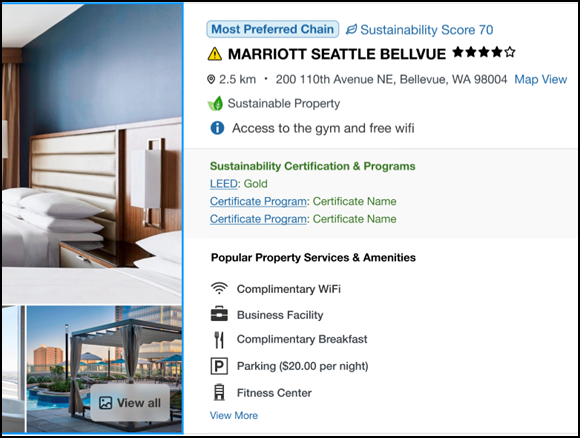 Most Preferred Chain Sustainability Score 70
MARRIOTT SEATTLE BELLVUE
2.5 km • 200 110th Avenue NE, Bellevue, WA 98004 Map View
Sustainable Property
Access to the gym and free wifi
Sustainability Certification & Programs
LEED: Gold
Certificate Program: Certificate Name
Certificate Program: Certificate Name
Popular Property Services & Amenities
Complimentary WiFi
Business Facility
Complimentary Breakfast
P Parking ($20.00 per night)
Fitness Center
View More
View all